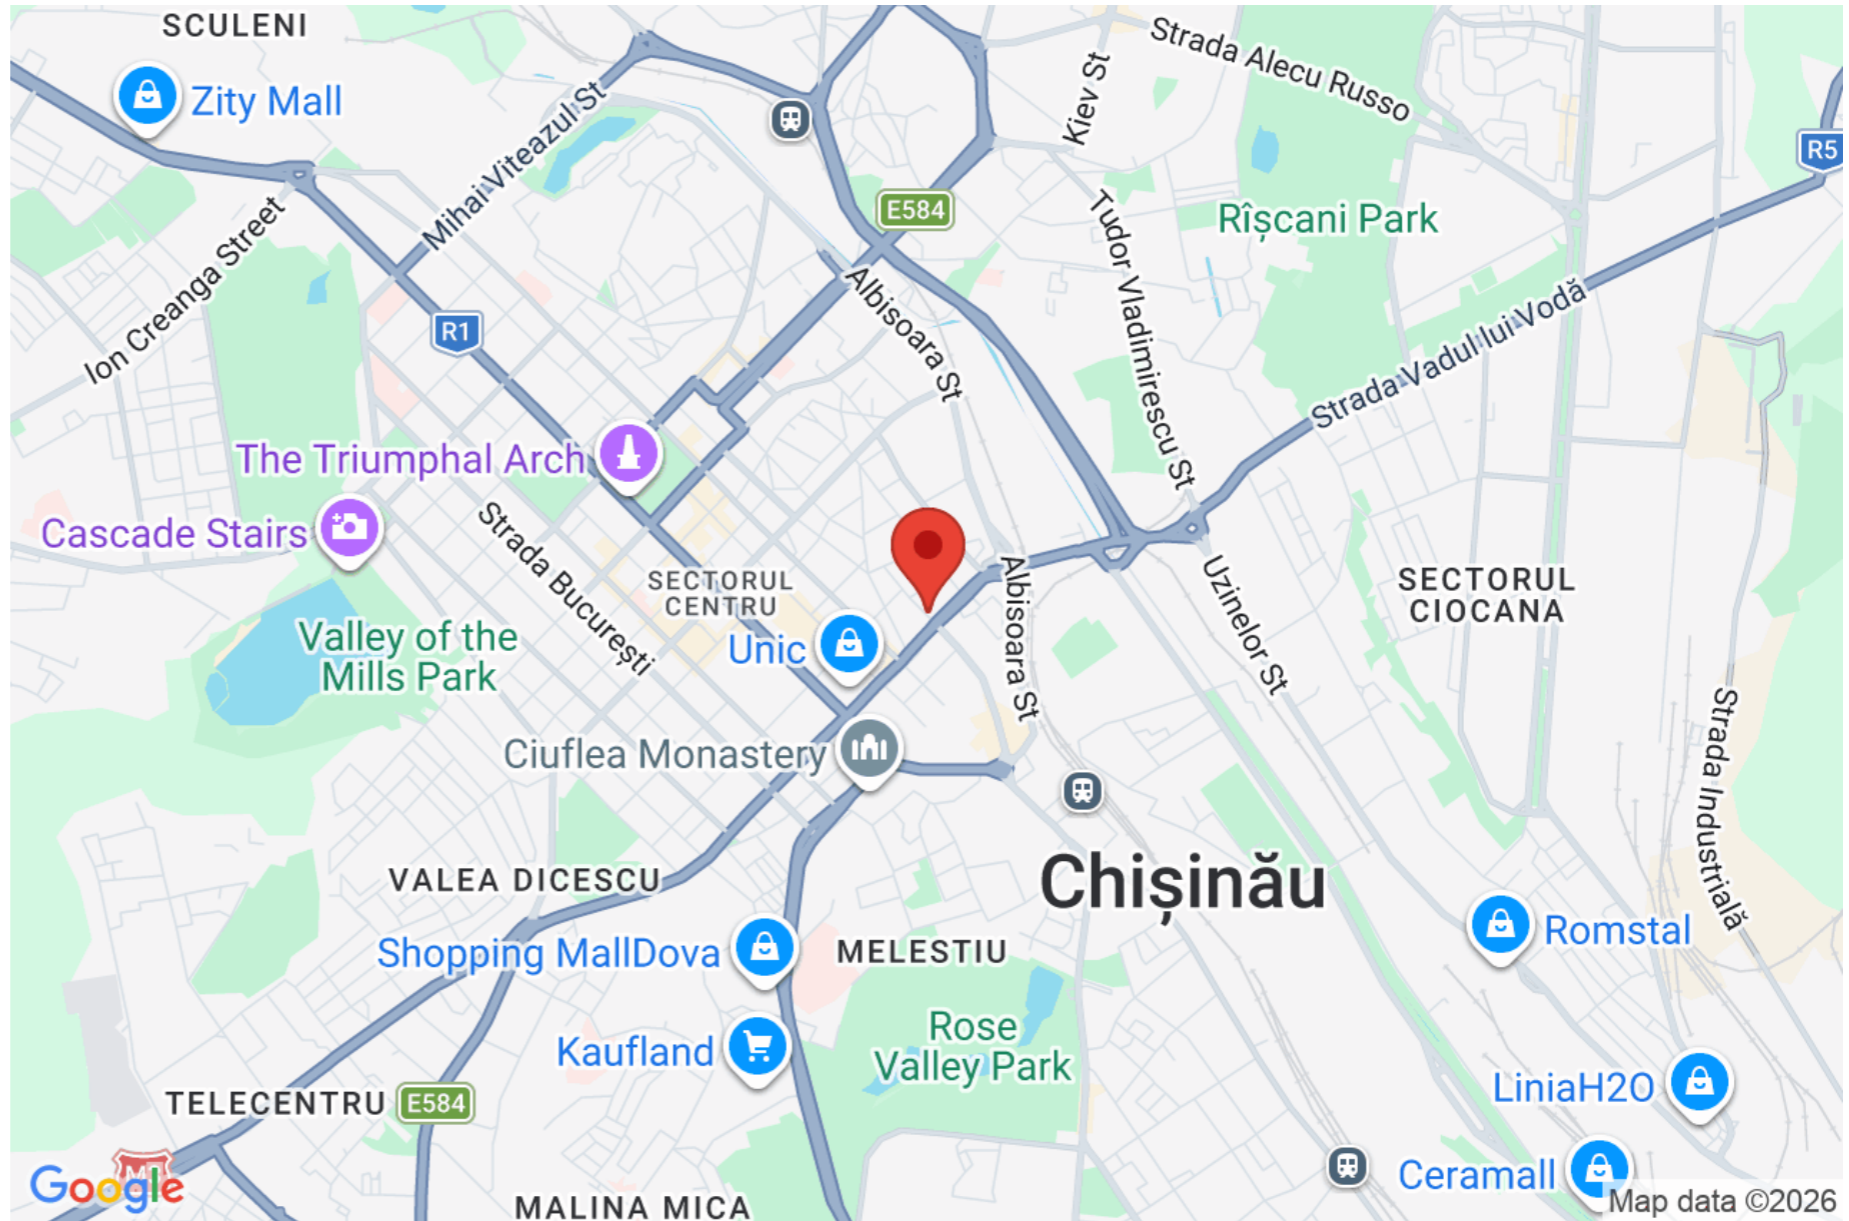 SCULENI
Zity Mall
Mihai Viteazul St
Strada Alecu Russo
Kiev St
R5
E584
Rîșcani Park
Tudor Vladimirescu St
Ion Creanga Street
R1
Albisoara St
Strada Vadul lui Vodă
The Triumphal Arch
Cascade Stairs
Strada București
SECTORUL
CENTRU
Albisoara St
Uzinelor St
SECTORUL
CIOCANA
Valley of the
Mills Park
Unic
Ciuflea Monastery
Strada Industrială
VALEA DICESCU
Chișinău
Shopping MallDova
MELESTIU
Romstal
Rose
Valley Park
Kaufland
LiniaH2O
TELECENTRU
E584
Ceramall
Google
MALINA MICA
Map data ©2026